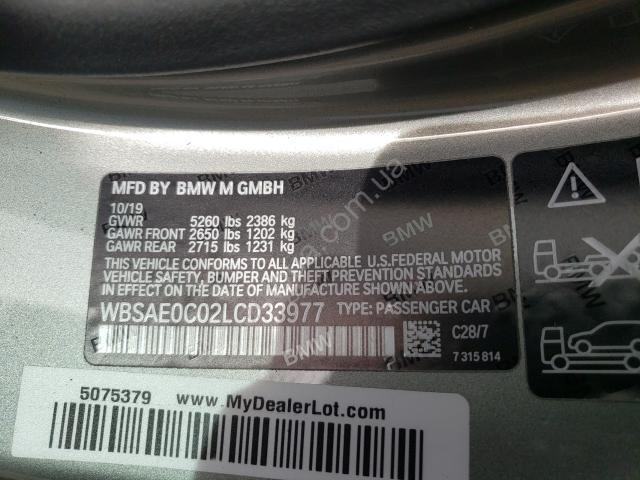 MFD BY BMW M GMBH
10/19
GVWR 5260 lbs 2386 kg
GAWR FRONT 2650 lbs 1202 kg
GAWR REAR 2715 lbs 1231 kg
THIS VEHICLE CONFORMS TO ALL APPLICABLE U.S.FEDERAL MOTOR
VEHICLE SAFETY, BUMPER AND THEFT PREVENTION STANDARDS
IN EFFECT ON THE DATE OF MANUFACTURE SHOWN ABOVE.
WBSAE0C02LCD33977 TYPE: PASSENGER CAR
C28/7
7 315 814
5075379 www.MyDealerLot.com